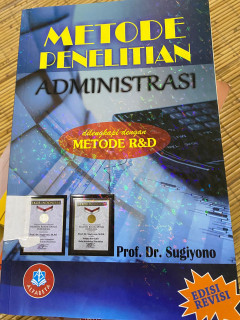 METODE
PENELITIAN
ADMINISTRASI
dilengkapi dengan
METODE R&D
Prof. Dr. Sugiyono
ALFABETA
EDISI
REVISI